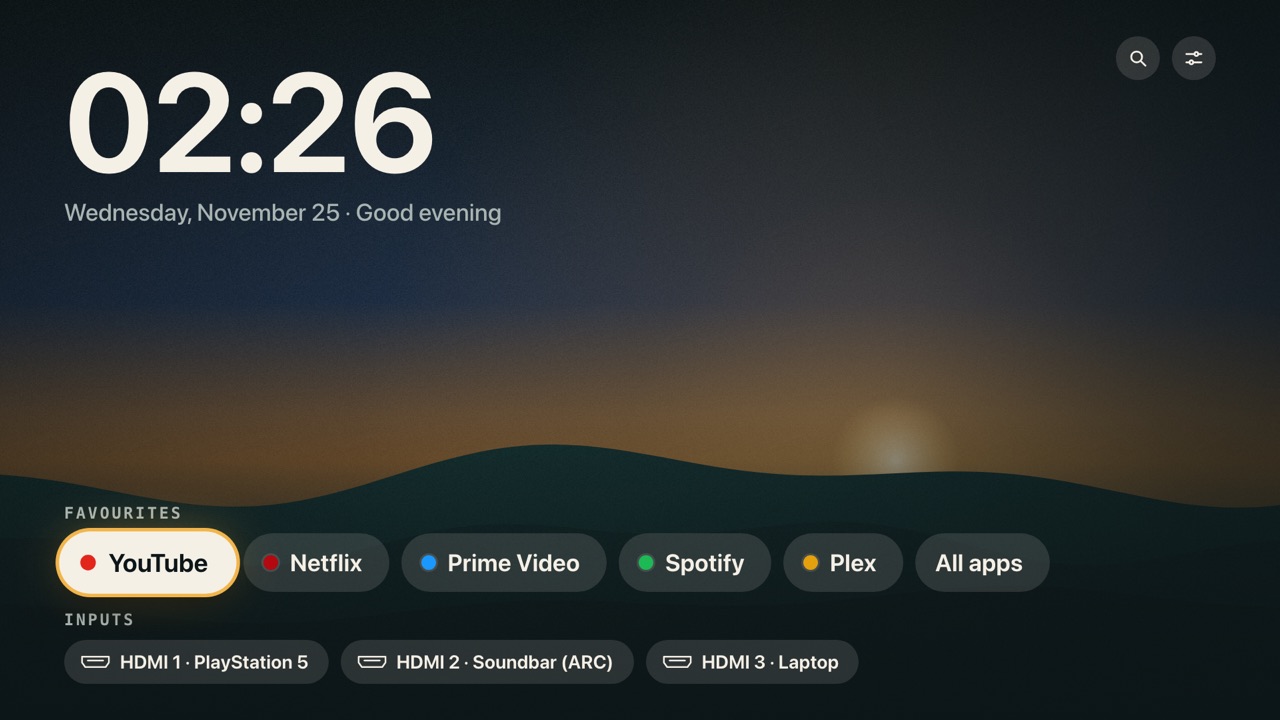 02:26
Wednesday, November 25 · Good evening
FAVOURITES
YouTube
Netflix
Prime Video
Spotify
Plex
All apps
INPUTS
HDMI 1 · PlayStation 5
HDMI 2 · Soundbar (ARC)
HDMI 3 · Laptop